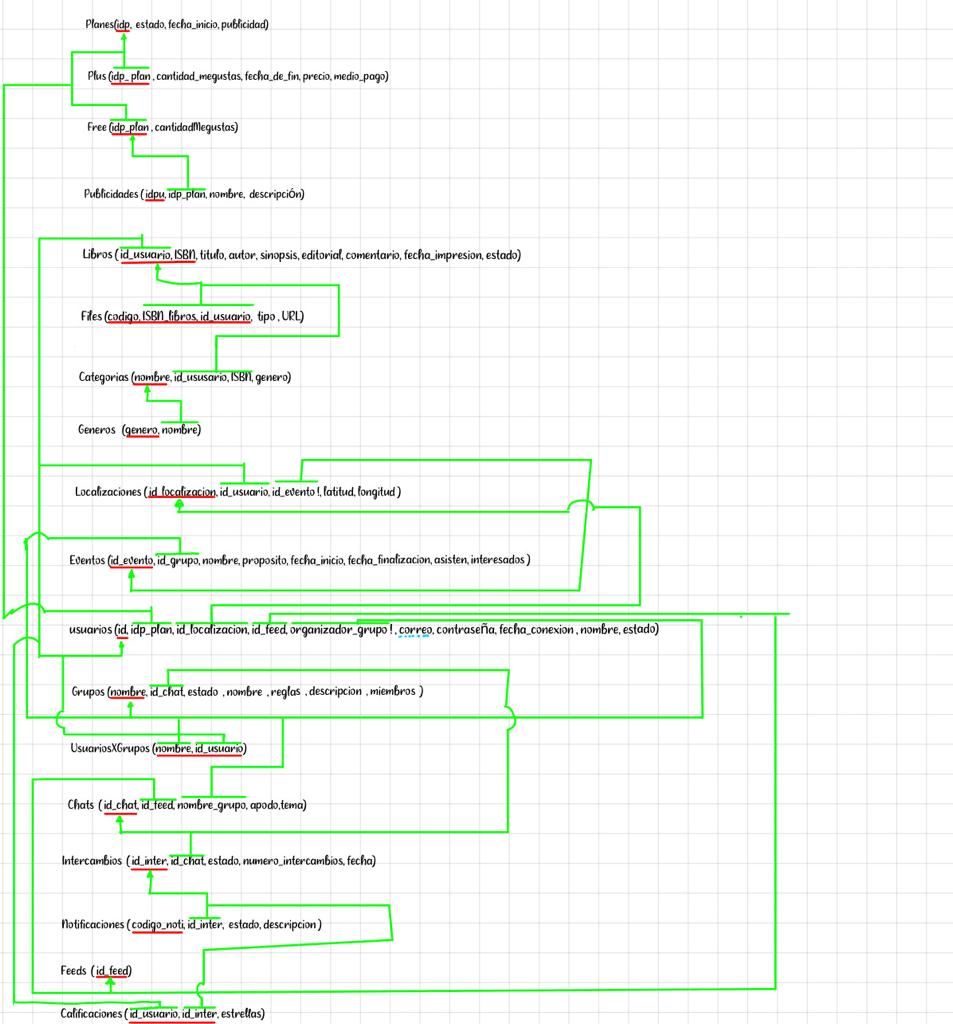 Planes(idp, estado, fecha_inicio, publicidad)
Plus (idp_plan, cantidad_megustas, fecha_de_fin, precio, medio_pago)
Free (idp_plan, cantidadMegustas)
Publicidades (idpu, idp_plan, nombre, descripciÓn)
Libros (id_usuario, ISBN, titulo, autor, sinopsis, editorial, comentario, fecha_impresion, estado)
Files (codigo, ISBN_libros, id_usuario, tipo, URL)
Categorias (nombre, id_ususario, ISBN, genero)
Generos (genero, nombre)
Localizaciones (id_localizacion, id_usuario, id_evento!, latitud, longitud)
Eventos (id_evento, id_grupo, nombre, proposito, fecha_inicio, fecha_finalizacion, asisten, interesados)
usuarios (id, idp_plan, id_localizacion, id_feed, organizador_grupo!, correo, contraseña, fecha_conexion, nombre, estado)
Grupos (nombre, id_chat, estado, nombre, reglas, descripcion, miembros)
UsuariosXGrupos (nombre, id_usuario)
Chats (id_chat, id_feed, nombre_grupo, apodo,tema)
Intercambios (id_inter, id_chat, estado, numero_intercambios, fecha)
Notificaciones (codigo_noti, id_inter, estado, descripcion)
Feeds (id_feed)
Calificaciones (id_usuario, id_inter, estrellas)